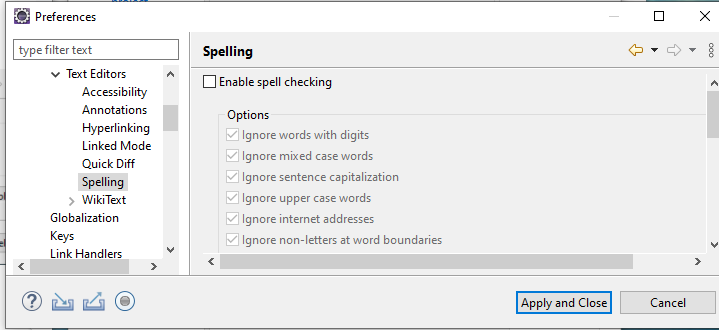 project
Preferences
type filter text
Text Editors
Accessibility
Annotations
Hyperlinking
Linked Mode
Quick Diff
Spelling
WikiText
Globalization
Keys
Link Handlers
Spelling
Enable spell checking
Options
Ignore words with digits
Ignore mixed case words
Ignore sentence capitalization
Ignore upper case words
Ignore internet addresses
Ignore non-letters at word boundaries
Apply and Close
Cancel